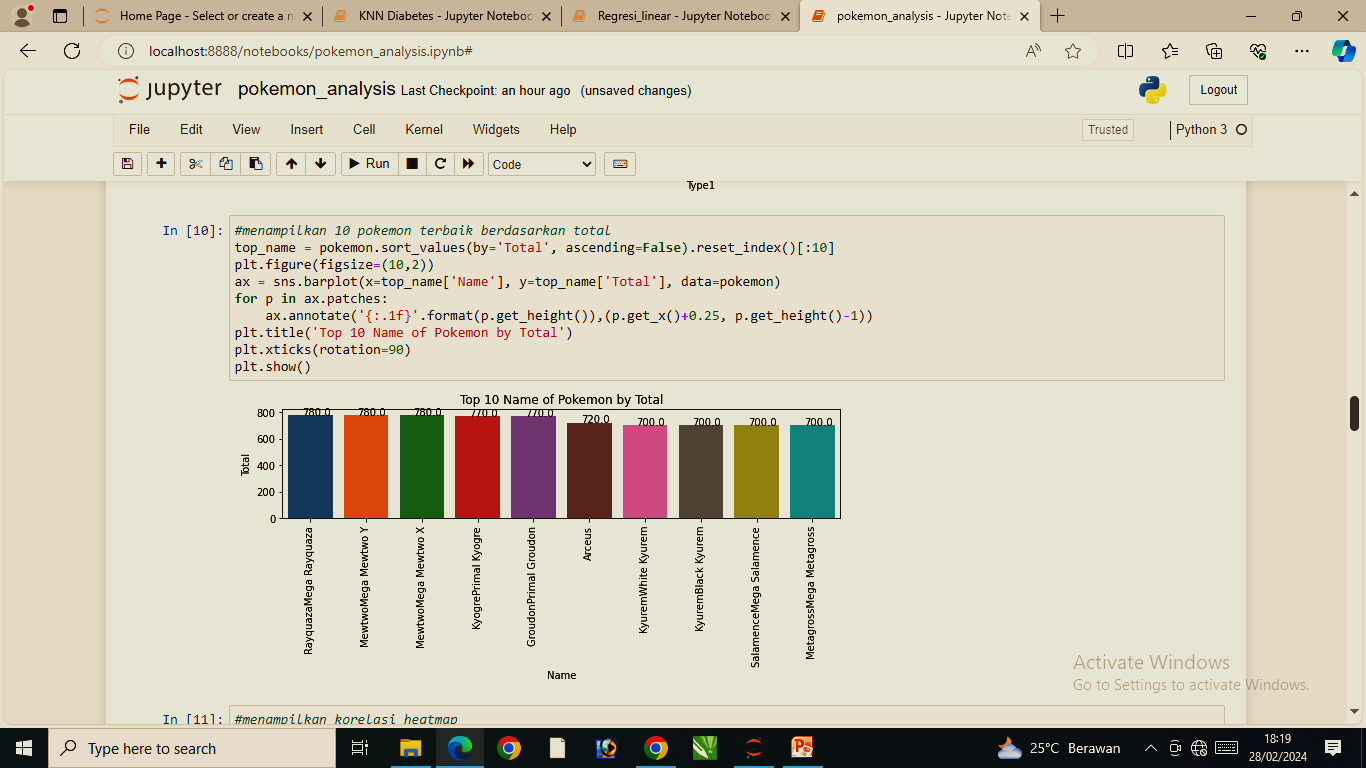 Home Page - Select or create a n
KNN Diabetes - Jupyter Noteboo
Regresi_linear - Jupyter Noteboo
pokemon_analysis - Jupyter Note
localhost:8888/notebooks/pokemon_analysis.ipynb#
jupyter pokemon_analysis Last Checkpoint: an hour ago (unsaved changes)
Logout
File Edit View Insert Cell Kernel Widgets Help
Trusted
Python 3
Run
Code
Type1
In [10]:
#menampilkan 10 pokemon terbaik berdasarkan total
top_name = pokemon.sort_values(by='Total', ascending=False).reset_index()[:10]
plt.figure(figsize=(10,2))
ax = sns.barplot(x=top_name['Name'], y=top_name['Total'], data=pokemon)
for p in ax.patches:
    ax.annotate('{:.1f}'.format(p.get_height()),(p.get_x()+0.25, p.get_height()-1))
plt.title('Top 10 Name of Pokemon by Total')
plt.xticks(rotation=90)
plt.show()
Top 10 Name of Pokemon by Total
780.0 780.0 780.0 770.0 770.0 720.0 700.0 700.0 700.0 700.0
800
600
400
200
0
Total
RayquazaMega Rayquaza
MewtwoMega Mewtwo Y
MewtwoMega Mewtwo X
KyogrePrimal Kyogre
GroudonPrimal Groudon
Arceus
KyuremWhite Kyurem
KyuremBlack Kyurem
SalamenceMega Salamence
MetagrossMega Metagross
Name
Activate Windows
Go to Settings to activate Windows.
In [11]:
#menampilkan korelasi heatmap
Type here to search
25°C Berawan
18:19
28/02/2024